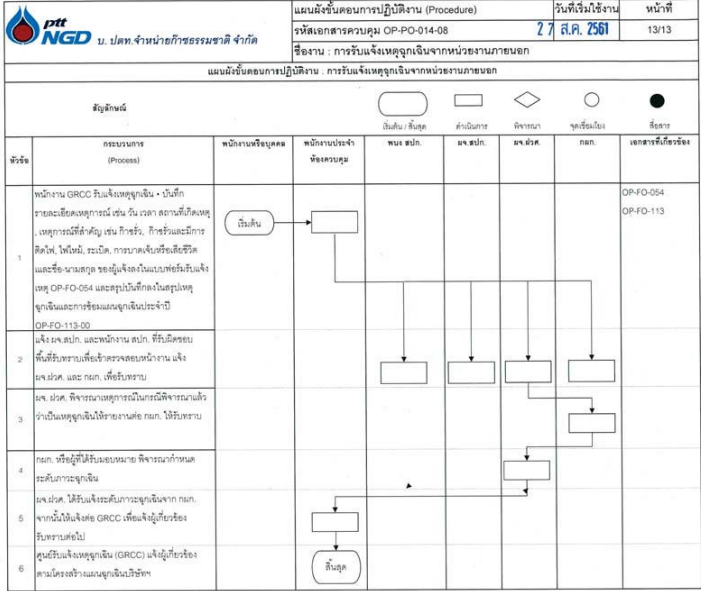 ptt
NGD บ. ปตท.จำหน่ายก๊าซธรรมชาติ จำกัด
แผนผังขั้นตอนการปฏิบัติงาน (Procedure)
วันที่เริ่มใช้งาน
หน้าที่
รหัสเอกสารควบคุม OP-PO-014-08
27 ส.ค. 2561
13/13
ชื่องาน : การรับแจ้งเหตุฉุกเฉินจากหน่วยงานภายนอก
แผนผังขั้นตอนการปฏิบัติงาน : การรับแจ้งเหตุฉุกเฉินจากหน่วยงานภายนอก
สัญลักษณ์
เริ่มต้น / สิ้นสุด
ดำเนินการ
พิจารณา
จุดเชื่อมโยง
สื่อสาร
หัวข้อ
กระบวนการ
(Process)
พนักงานหรือบุคคล
พนักงานประจำ
ห้องควบคุม
พนง สปก.
ผจ.สปก.
ผจ.ฝวศ.
กผก.
เอกสารที่เกี่ยวข้อง
1
พนักงาน GRCC รับแจ้งเหตุฉุกเฉิน • บันทึก
รายละเอียดเหตุการณ์ เช่น วัน เวลา สถานที่เกิดเหตุ
, เหตุการณ์ที่สำคัญ เช่น ก๊าซรั่ว, ก๊าซรั่วและมีการ
ติดไฟ, ไฟไหม้, ระเบิด, การบาดเจ็บหรือเสียชีวิต
และชื่อ-นามสกุล ของผู้แจ้งลงในแบบฟอร์มรับแจ้ง
เหตุ OP-FO-054 และสรุปบันทึกลงในสรุปเหตุ
ฉุกเฉินและการซ้อมแผนฉุกเฉินประจำปี
OP-FO-113-00
เริ่มต้น
OP-FO-054
OP-FO-113
2
แจ้ง ผจ.สปก. และพนักงาน สปก. ที่รับผิดชอบ
พื้นที่รับทราบเพื่อเข้าตรวจสอบหน้างาน แจ้ง
ผจ.ฝวศ. และ กผก. เพื่อรับทราบ
3
ผจ. ฝวศ. พิจารณาเหตุการณ์ในกรณีพิจารณาแล้ว
ว่าเป็นเหตุฉุกเฉินให้รายงานต่อ กผก. ให้รับทราบ
4
กผก. หรือผู้ที่ได้รับมอบหมาย พิจารณากำหนด
ระดับภาวะฉุกเฉิน
5
ผจ.ฝวศ. ได้รับแจ้งระดับภาวะฉุกเฉินจาก กผก.
จากนั้นให้แจ้งต่อ GRCC เพื่อแจ้งผู้เกี่ยวข้อง
รับทราบต่อไป
6
ศูนย์รับแจ้งเหตุฉุกเฉิน (GRCC) แจ้งผู้เกี่ยวข้อง
ตามโครงสร้างแผนฉุกเฉินบริษัทฯ
สิ้นสุด